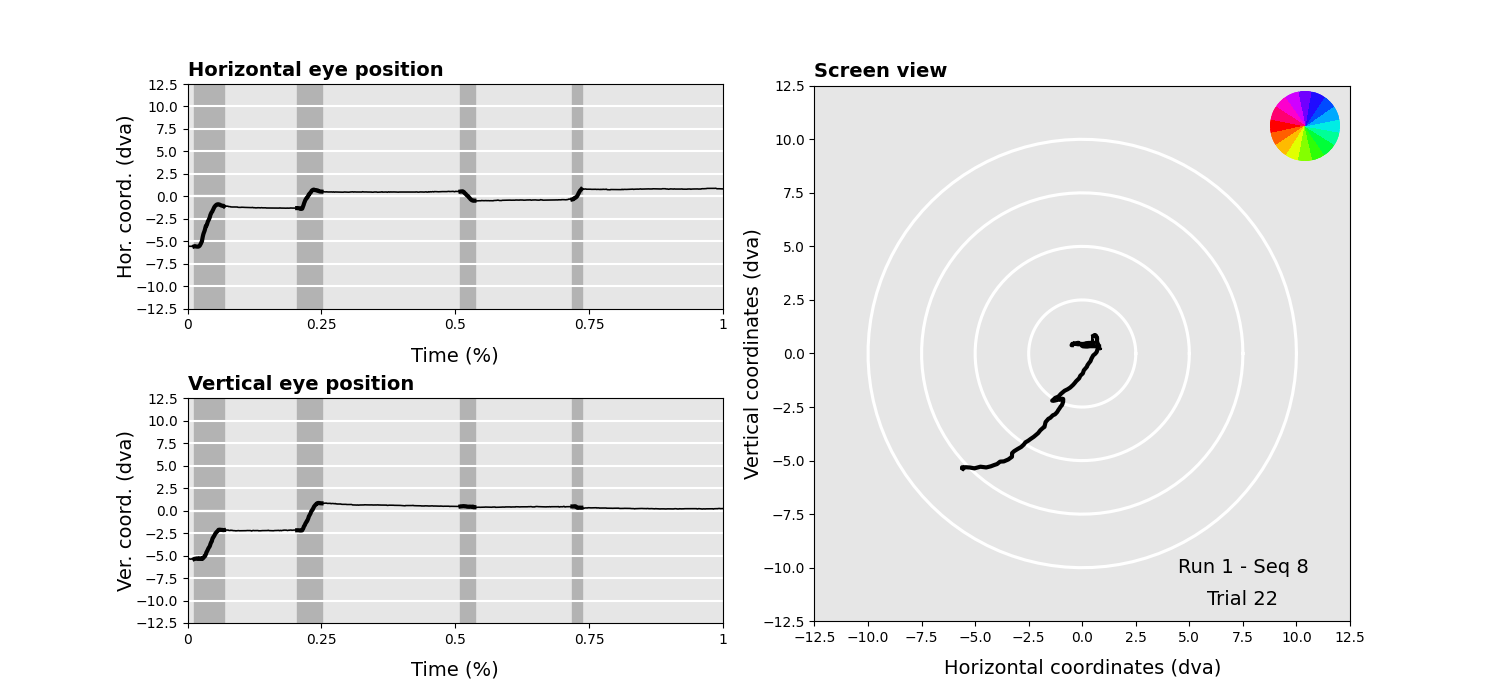 Horizontal eye position
Hor. coord. (dva)
12.5
10.0
7.5
5.0
2.5
0.0
−2.5
−5.0
−7.5
−10.0
−12.5
0 0.25 0.5 0.75 1
Time (%)
Vertical eye position
Ver. coord. (dva)
12.5
10.0
7.5
5.0
2.5
0.0
−2.5
−5.0
−7.5
−10.0
−12.5
0 0.25 0.5 0.75 1
Time (%)
Screen view
Vertical coordinates (dva)
12.5
10.0
7.5
5.0
2.5
0.0
−2.5
−5.0
−7.5
−10.0
−12.5
Run 1 - Seq 8
Trial 22
−12.5 −10.0 −7.5 −5.0 −2.5 0.0 2.5 5.0 7.5 10.0 12.5
Horizontal coordinates (dva)